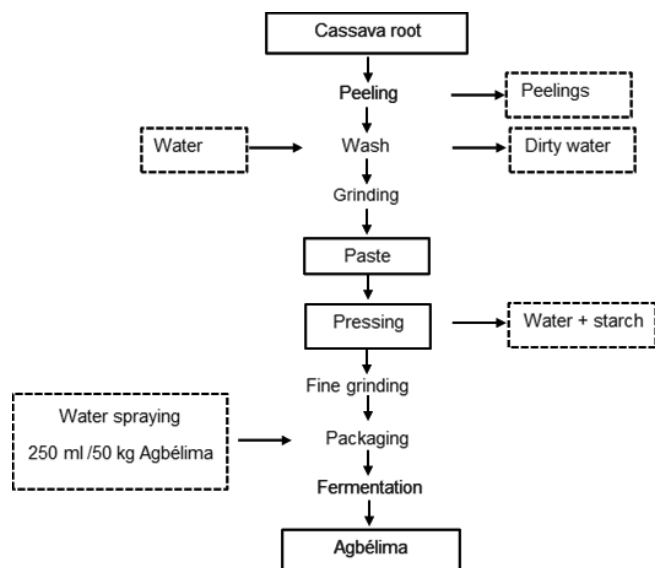 Cassava root
Peeling
Peelings
Water
Wash
Dirty water
Grinding
Paste
Pressing
Water + starch
Fine grinding
Water spraying
250 ml /50 kg Agbélima
Packaging
Fermentation
Agbélima